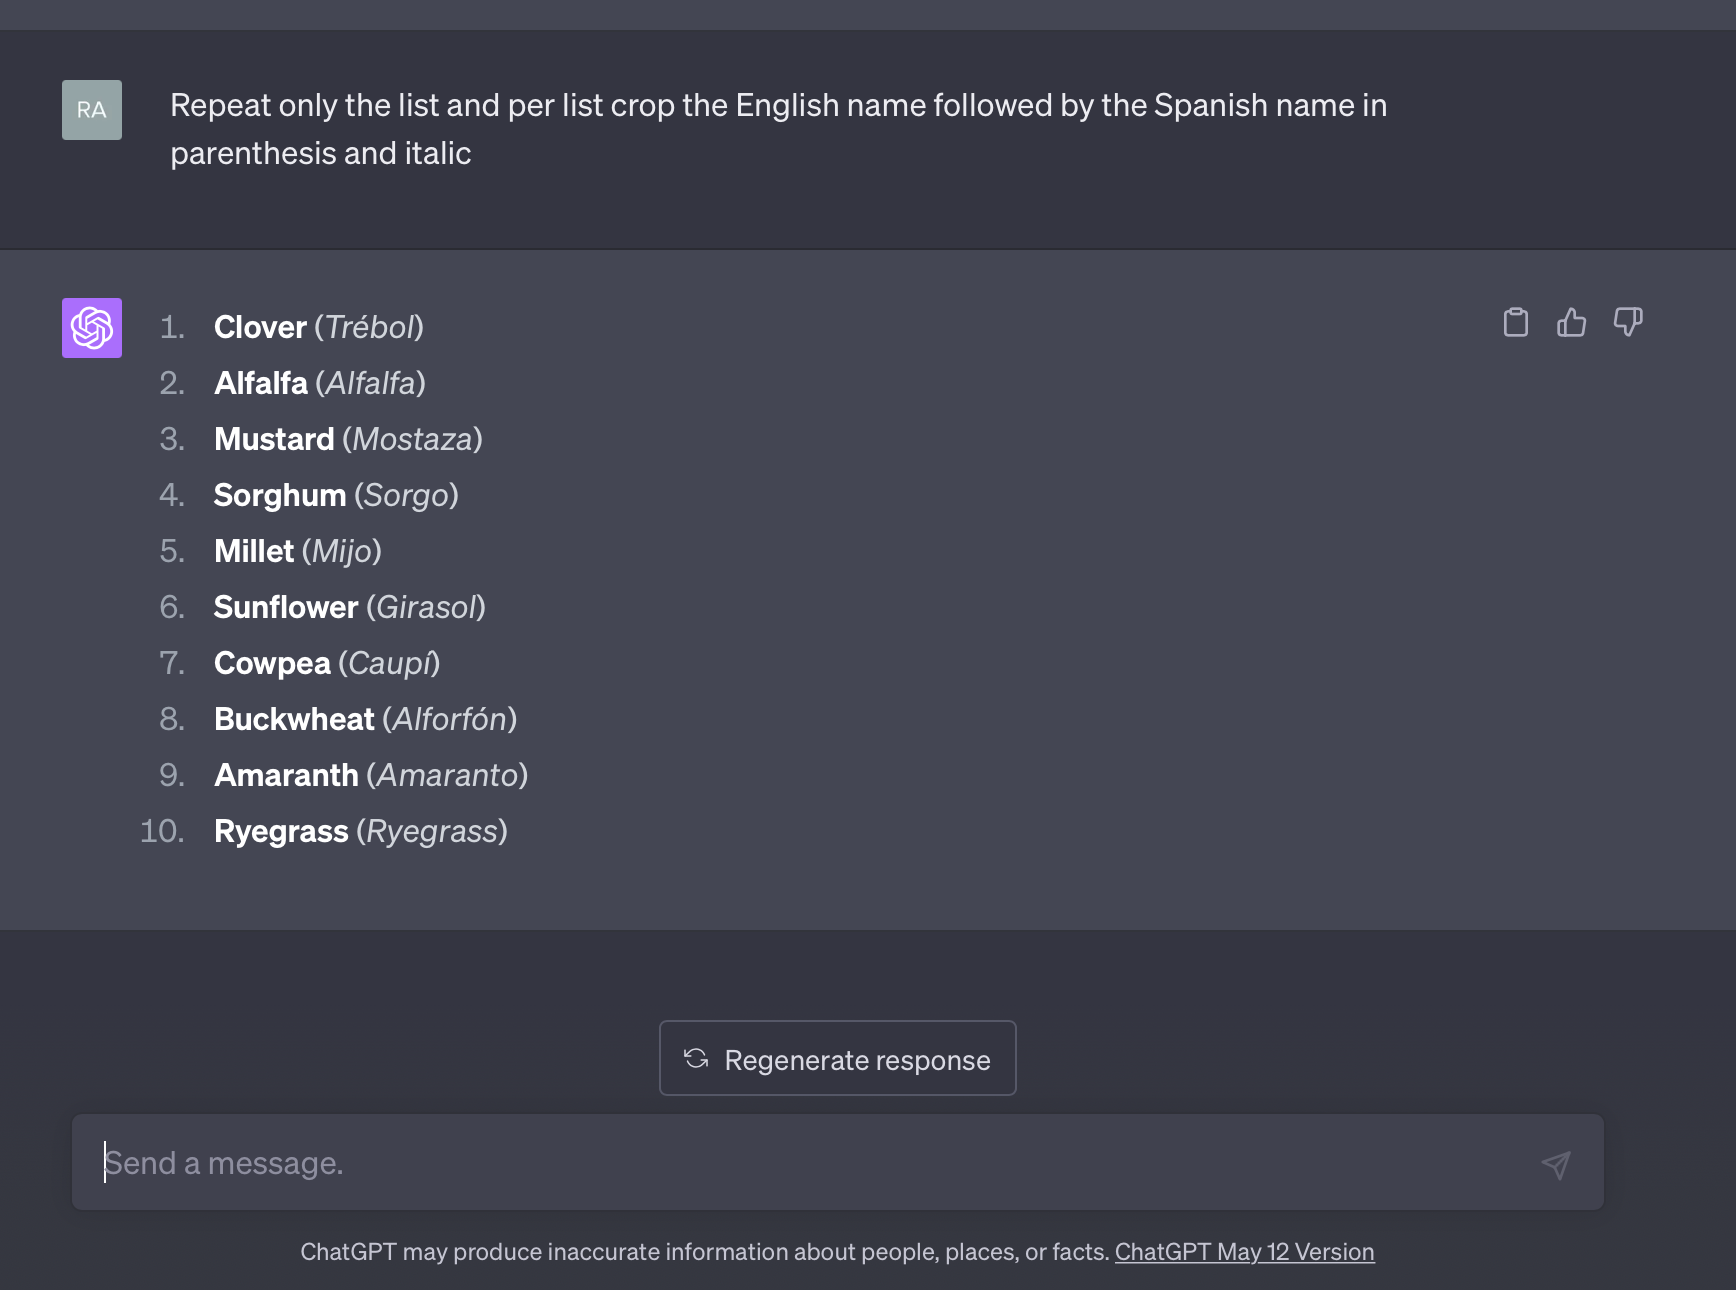 RA
Repeat only the list and per list crop the English name followed by the Spanish name in
parenthesis and italic
1. Clover (Trébol)
2. Alfalfa (Alfalfa)
3. Mustard (Mostaza)
4. Sorghum (Sorgo)
5. Millet (Mijo)
6. Sunflower (Girasol)
7. Cowpea (Caupí)
8. Buckwheat (Alforfón)
9. Amaranth (Amaranto)
10. Ryegrass (Ryegrass)
Regenerate response
Send a message.
ChatGPT may produce inaccurate information about people, places, or facts. ChatGPT May 12 Version